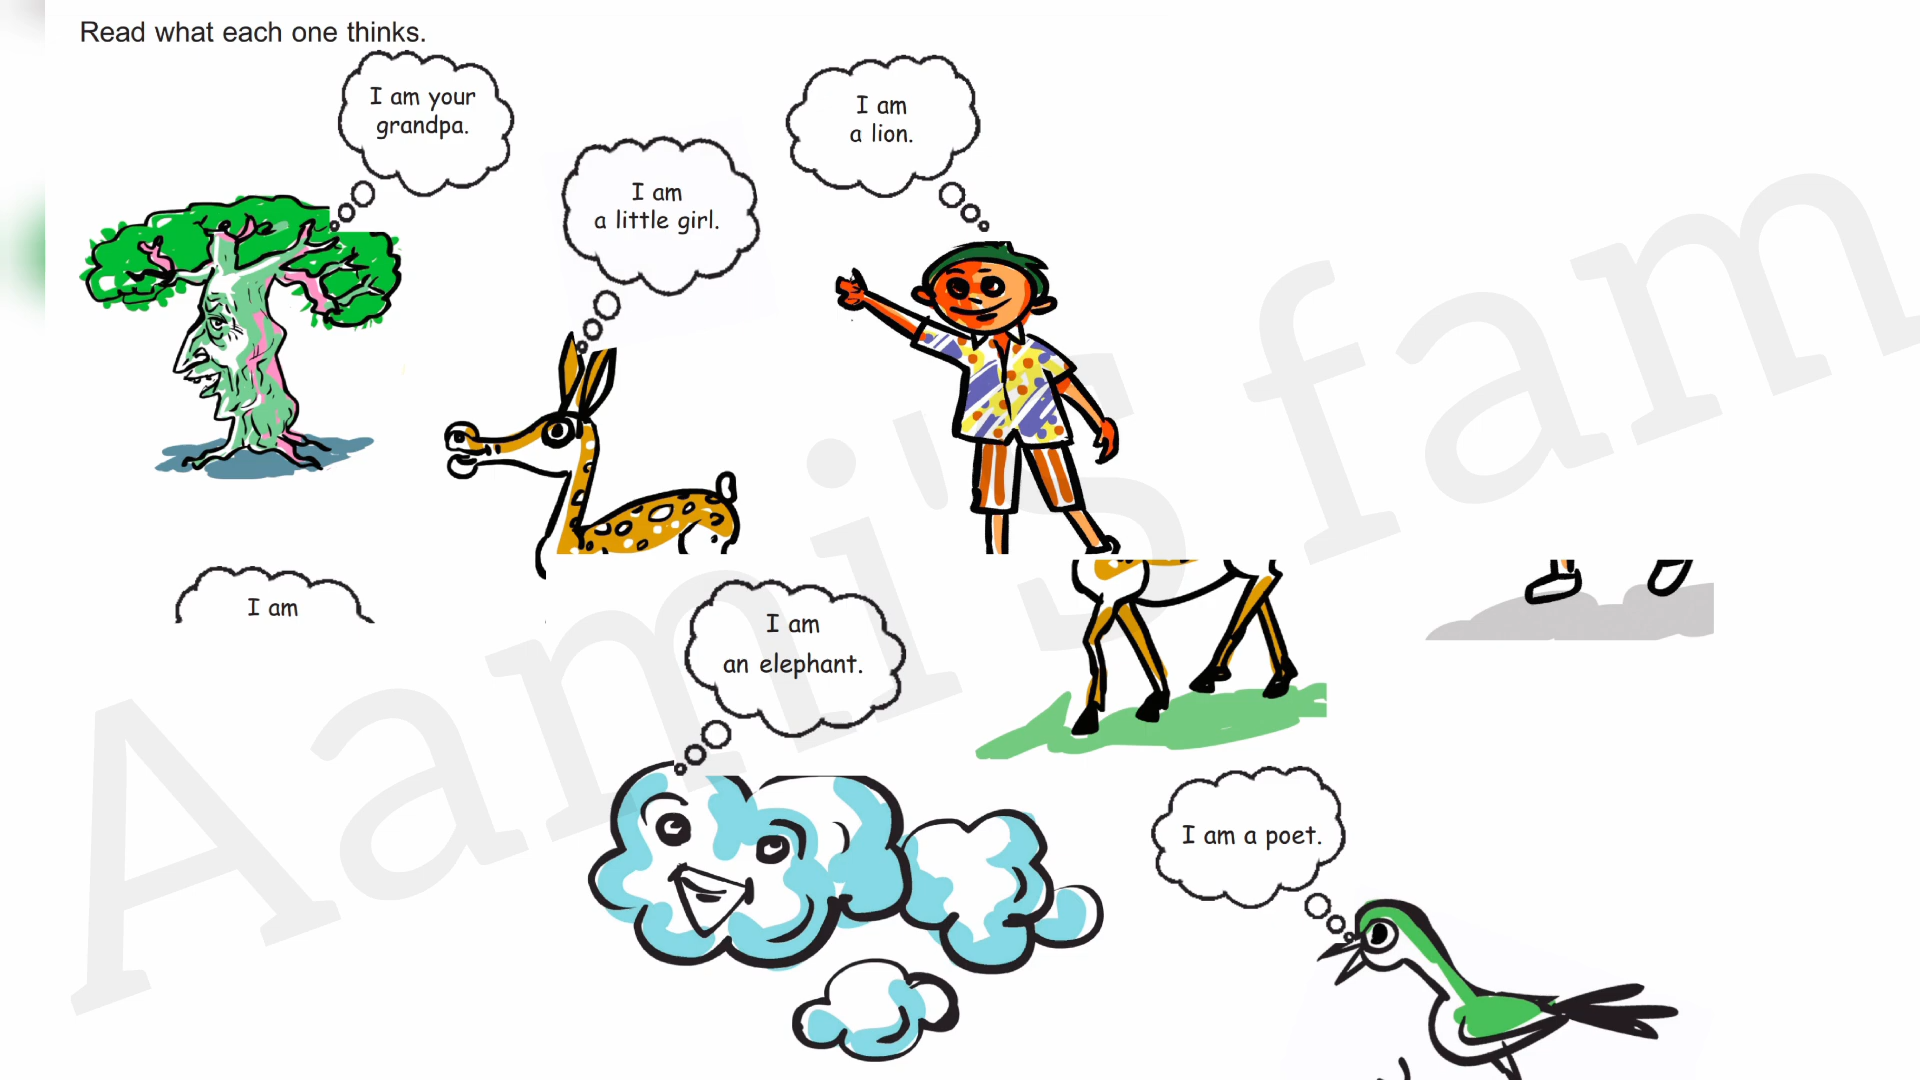 Read what each one thinks.
I am your
grandpa.
I am
a little girl.
I am
a lion.
I am
I am
an elephant.
I am a poet.
Aami's fam